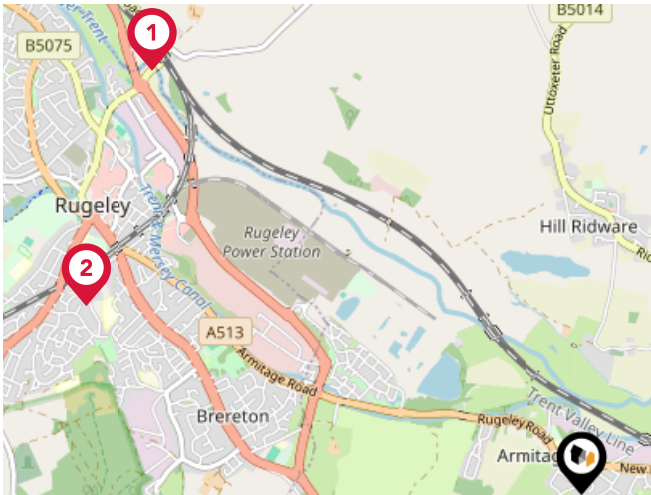 B5014
1
B5075
ver Trent
Uttoxeter Road
Rugeley
Trent & Mersey Canal
Rugeley
Power Station
Hill Ridware
2
A513
Armitage Road
Brereton
Rugeley Road
Trent Valley Line
Armitag
New